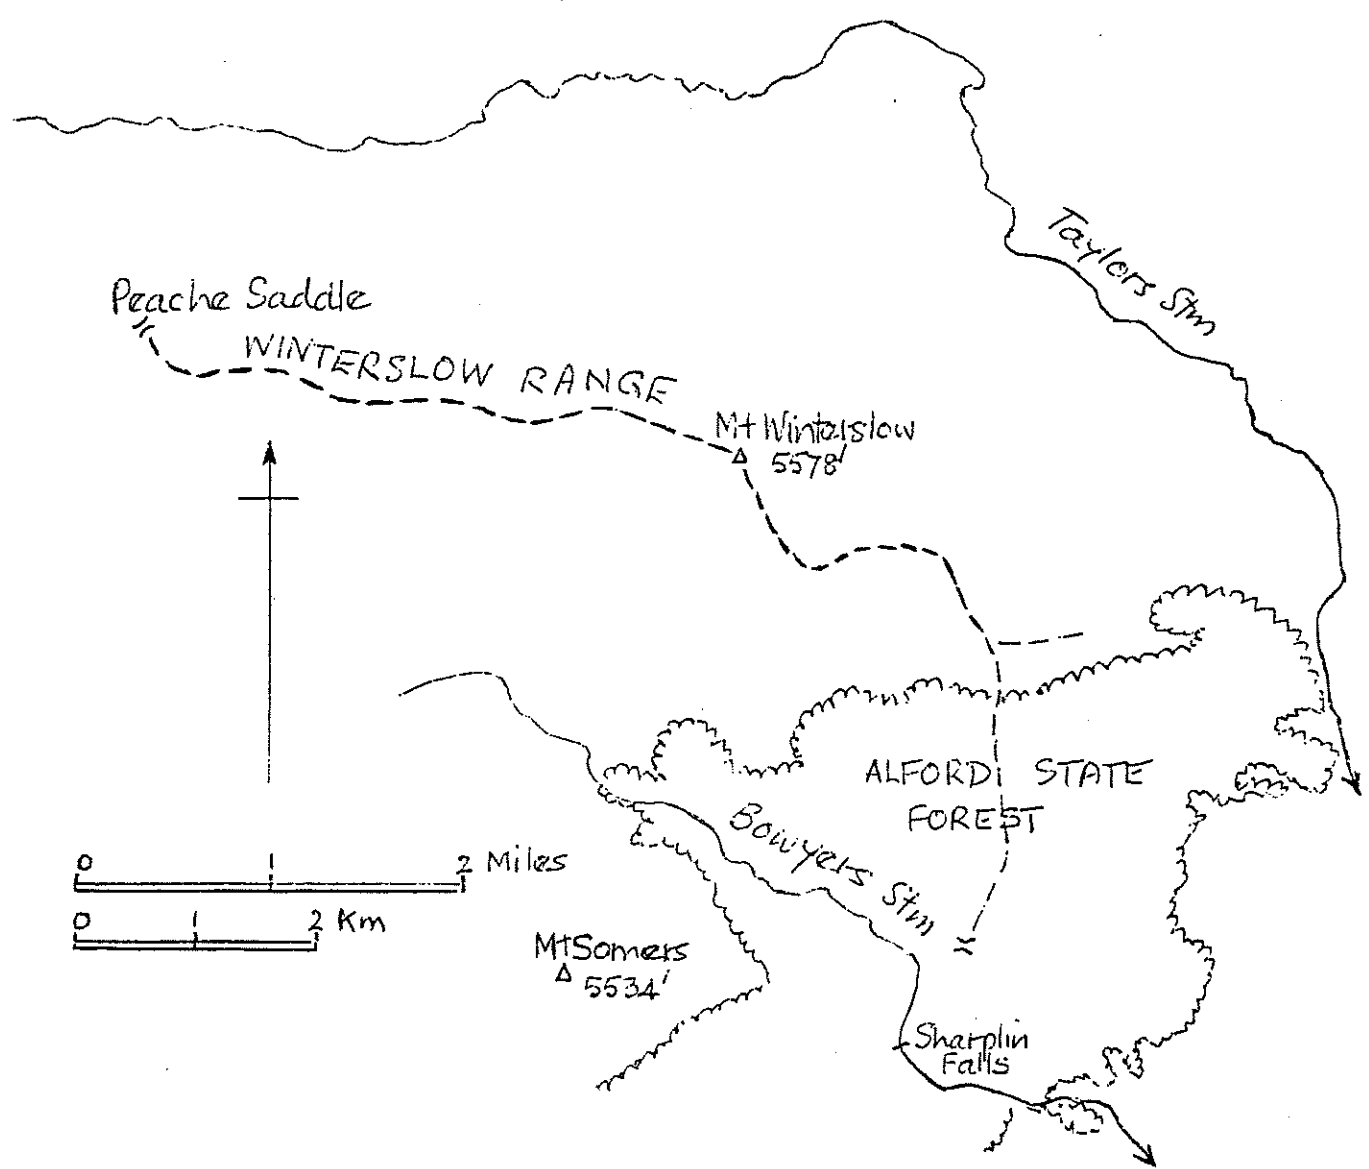 Taylors Stm
Peache Saddle
WINTERSLOW RANGE
Mt Winterslow
5578'
ALFORD STATE
FOREST
Bowyers Stm
0 1 2 Miles
0 1 2 Km
Mt Somers
5534'
Sharplin
Falls